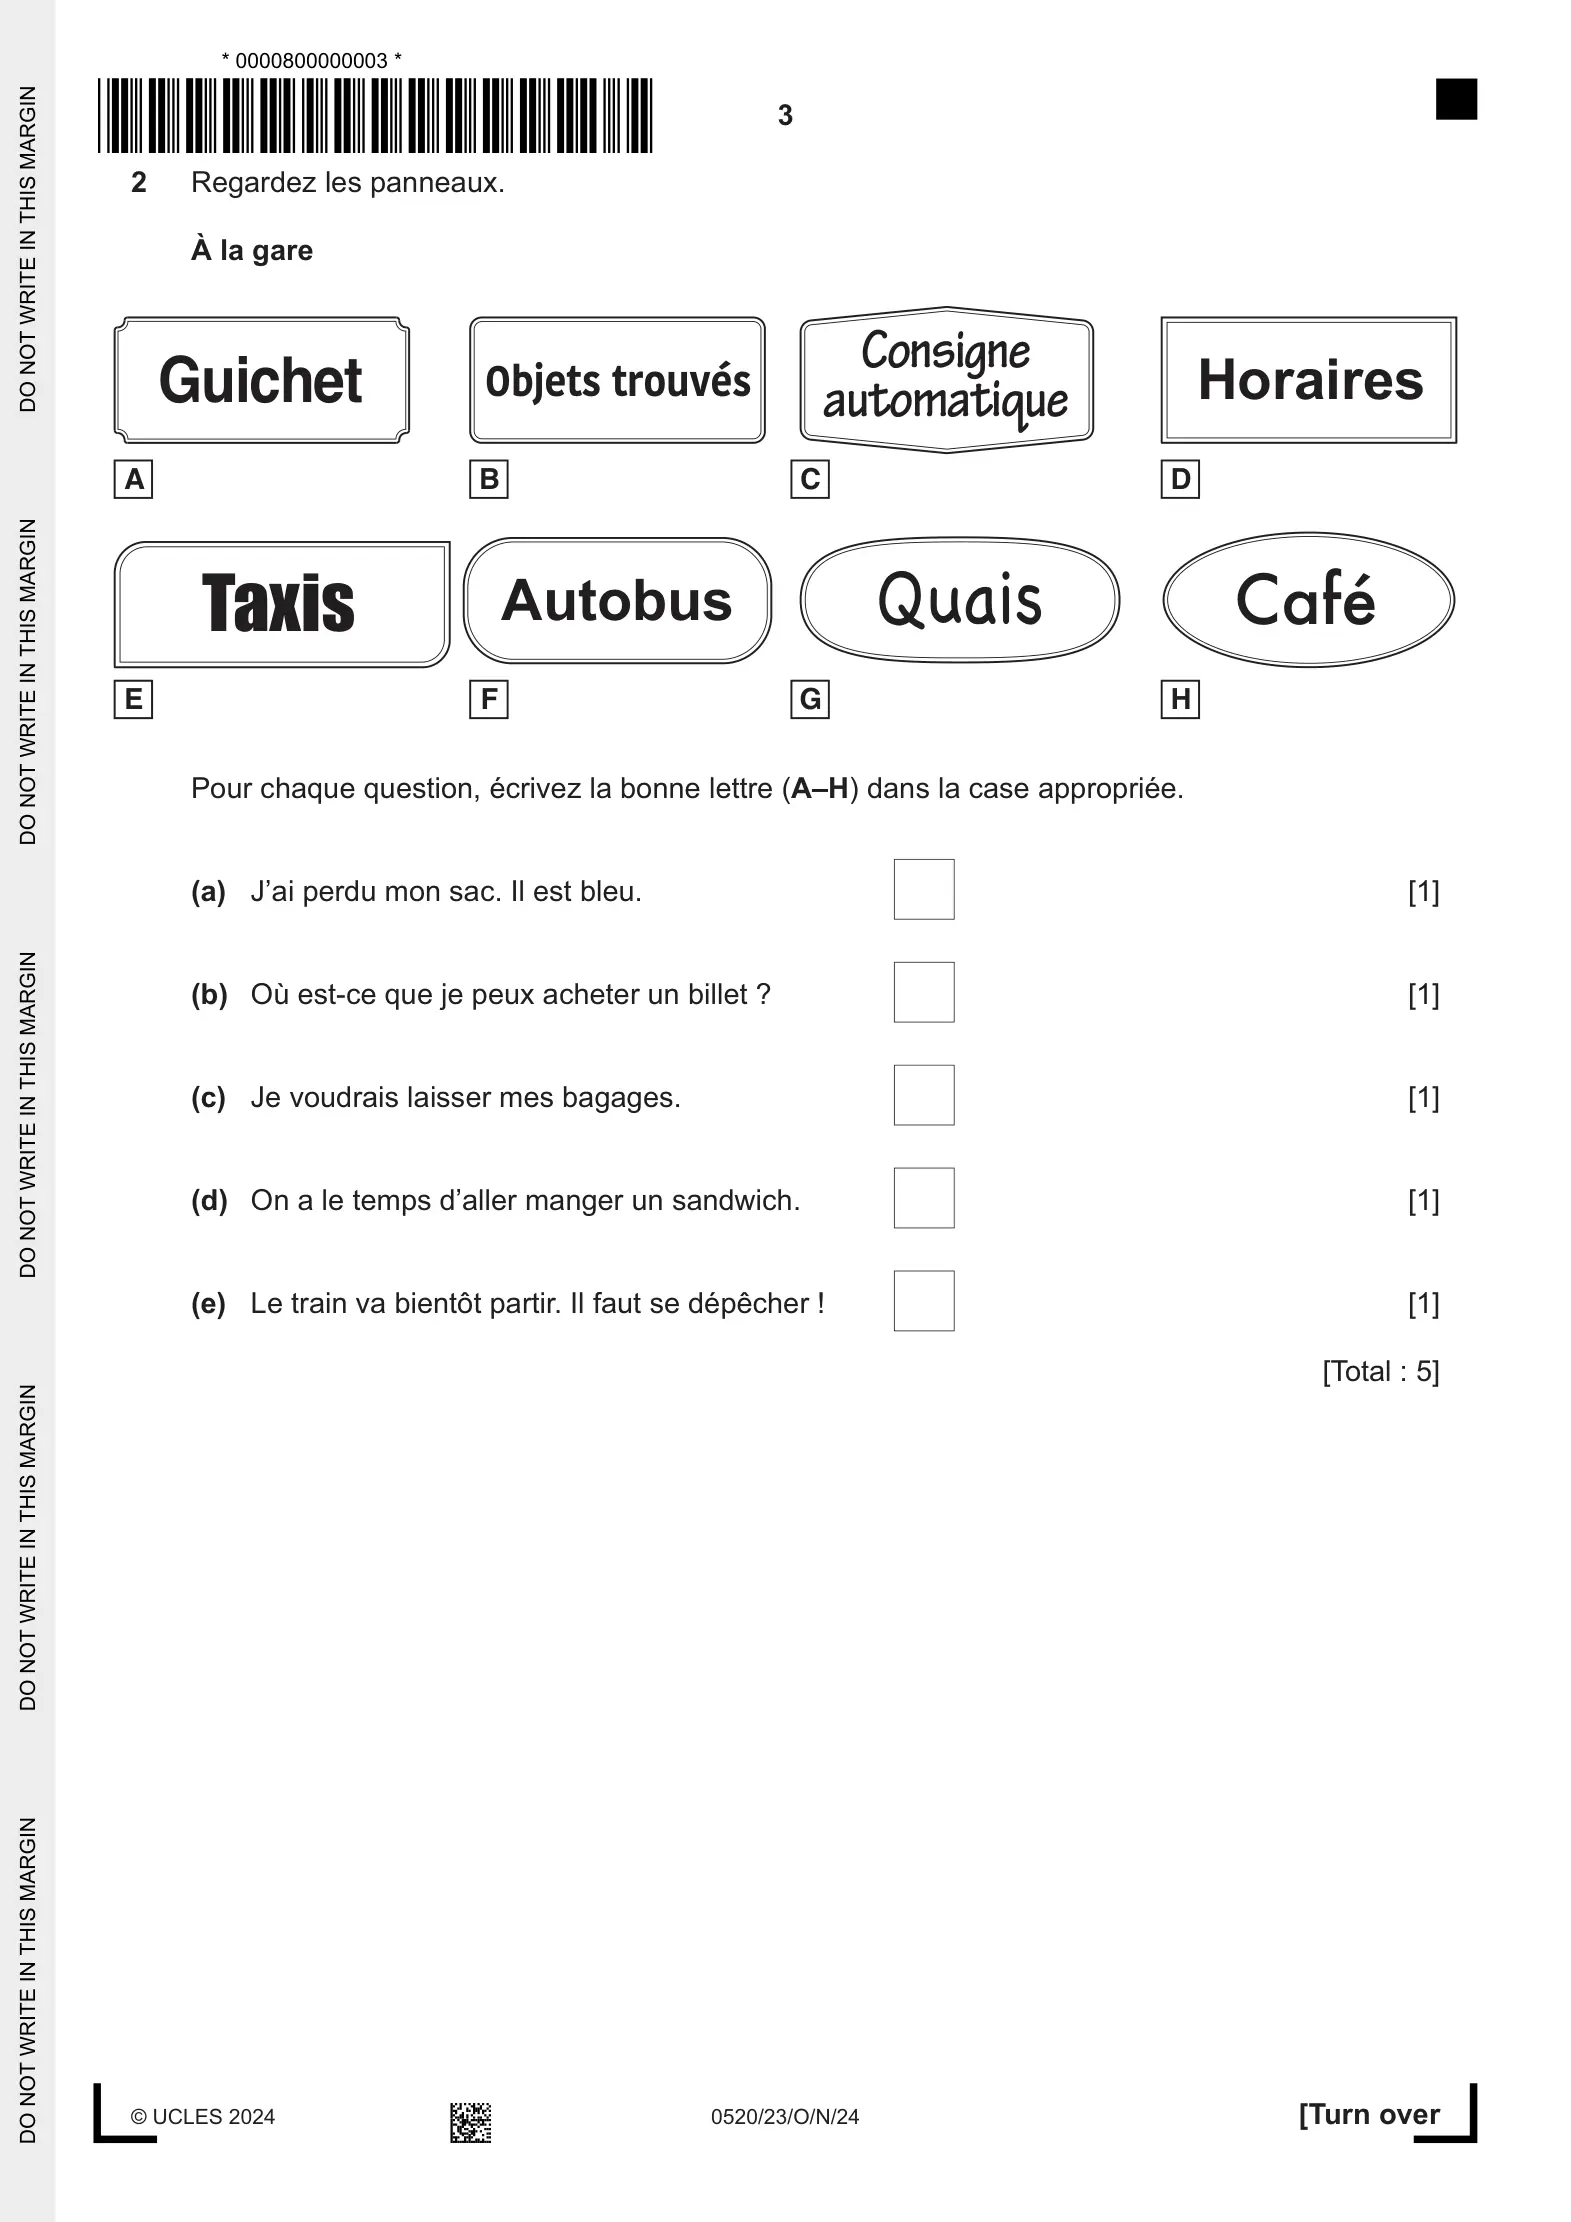 * 0000800000003 *
3
2 Regardez les panneaux.
À la gare
Guichet
Objets trouvés
Consigne
automatique
Horaires
A
B
C
D
Taxis
Autobus
Quais
Café
E
F
G
H
Pour chaque question, écrivez la bonne lettre (A–H) dans la case appropriée.
(a) J’ai perdu mon sac. Il est bleu. [1]
(b) Où est-ce que je peux acheter un billet ? [1]
(c) Je voudrais laisser mes bagages. [1]
(d) On a le temps d’aller manger un sandwich. [1]
(e) Le train va bientôt partir. Il faut se dépêcher ! [1]
[Total : 5]
© UCLES 2024
0520/23/O/N/24
[Turn over
DO NOT WRITE IN THIS MARGIN
DO NOT WRITE IN THIS MARGIN
DO NOT WRITE IN THIS MARGIN
DO NOT WRITE IN THIS MARGIN
DO NOT WRITE IN THIS MARGIN